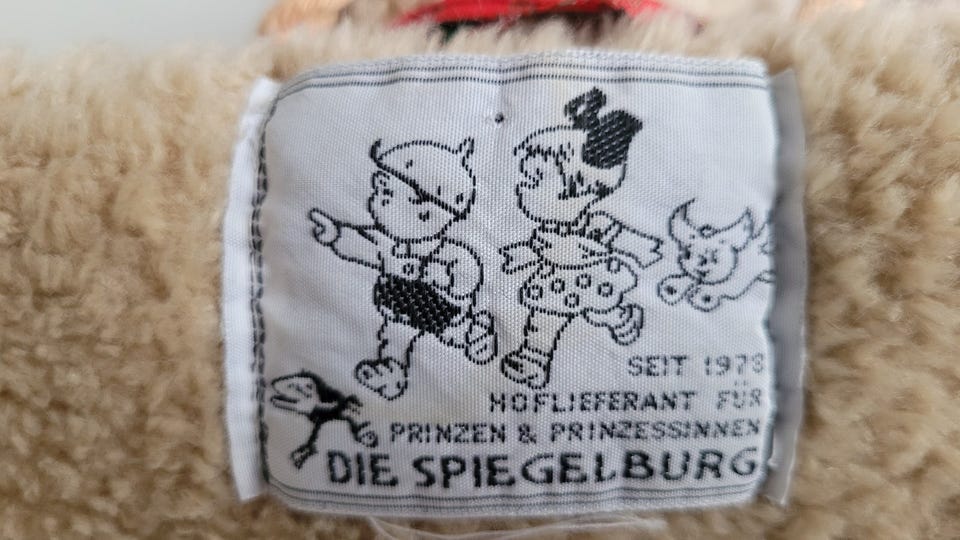 SEIT 1978
HOFLIEFERANT FÜR
PRINZEN & PRINZESSINNEN
DIE SPIEGELBURG